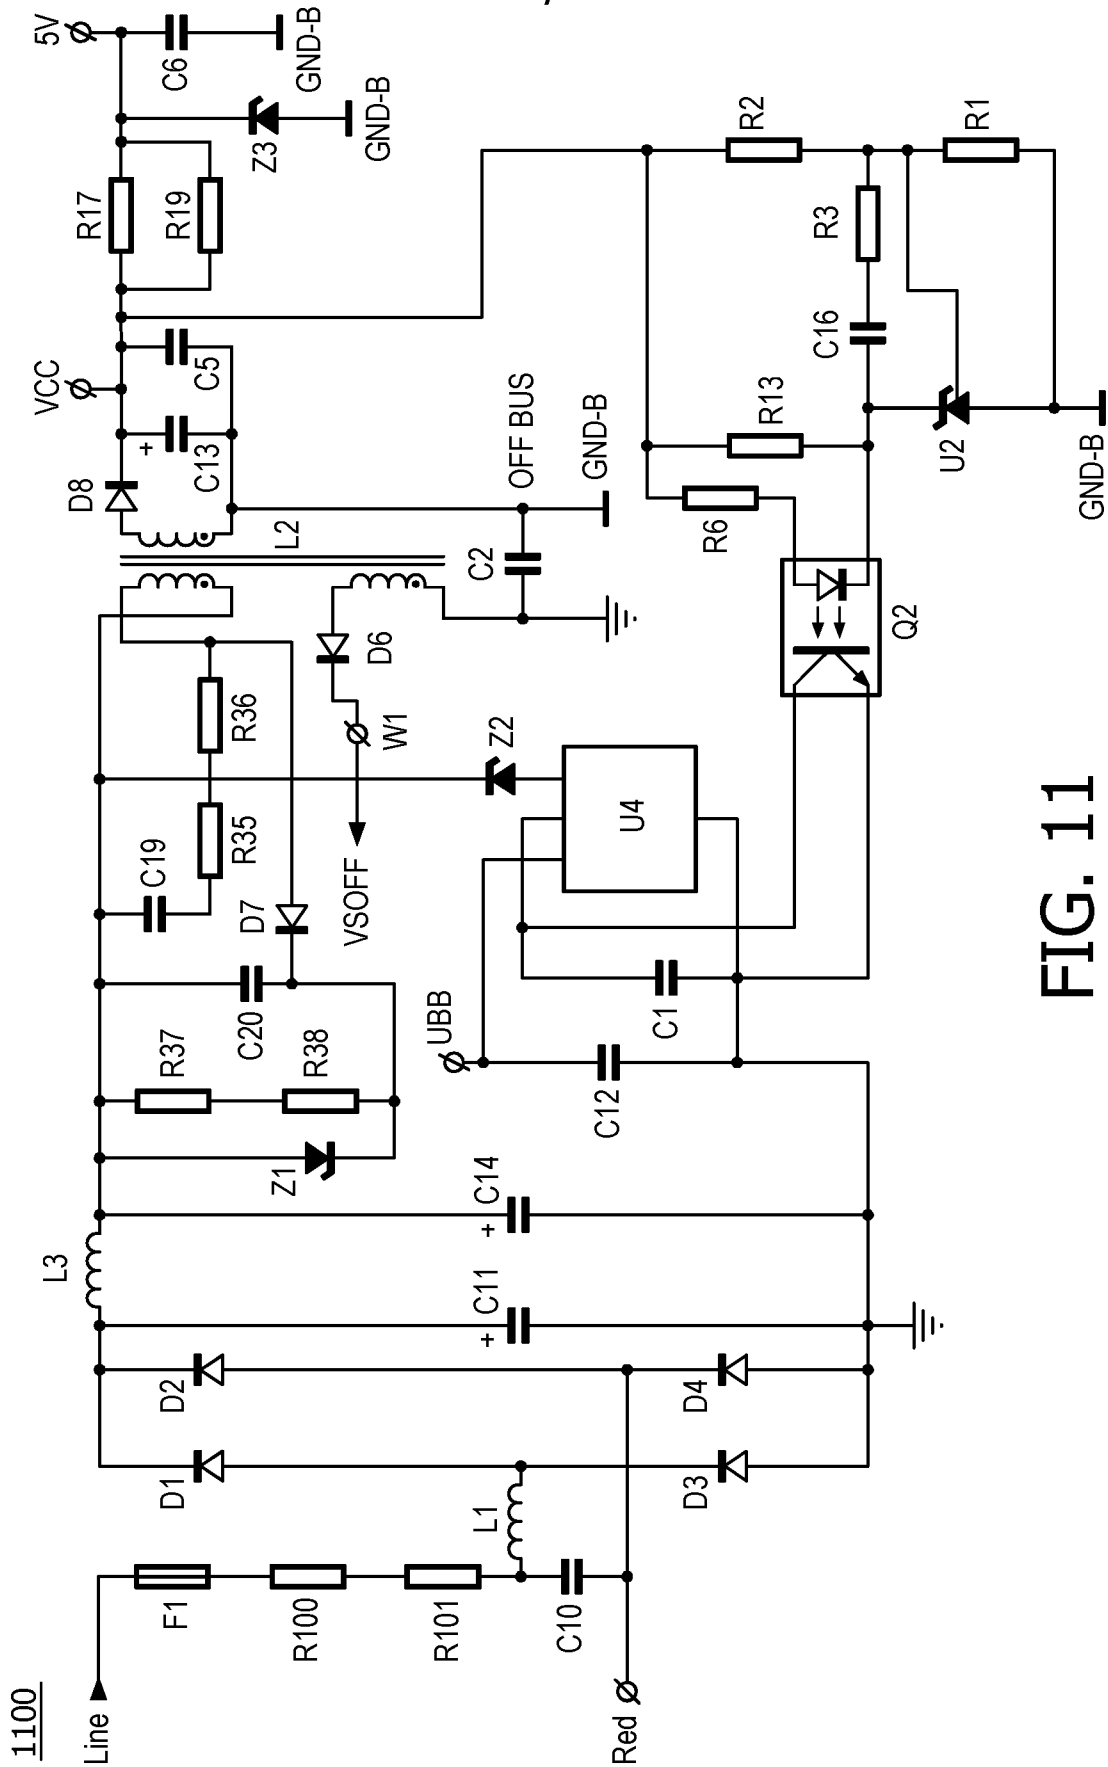 1100
Line
F1
R100
R101
C10
Red
L1
D1
D2
D3
D4
L3
+
C11
+
C14
Z1
R37
R38
C20
D7
C19
R35
R36
VSOFF
W1
D6
UBB
C12
C1
U4
Z2
L2
D8
+
C13
VCC
C5
R17
R19
5V
C6
GND-B
Z3
GND-B
C2
OFF BUS
GND-B
Q2
R6
R13
C16
R3
R2
R1
U2
GND-B
FIG. 11